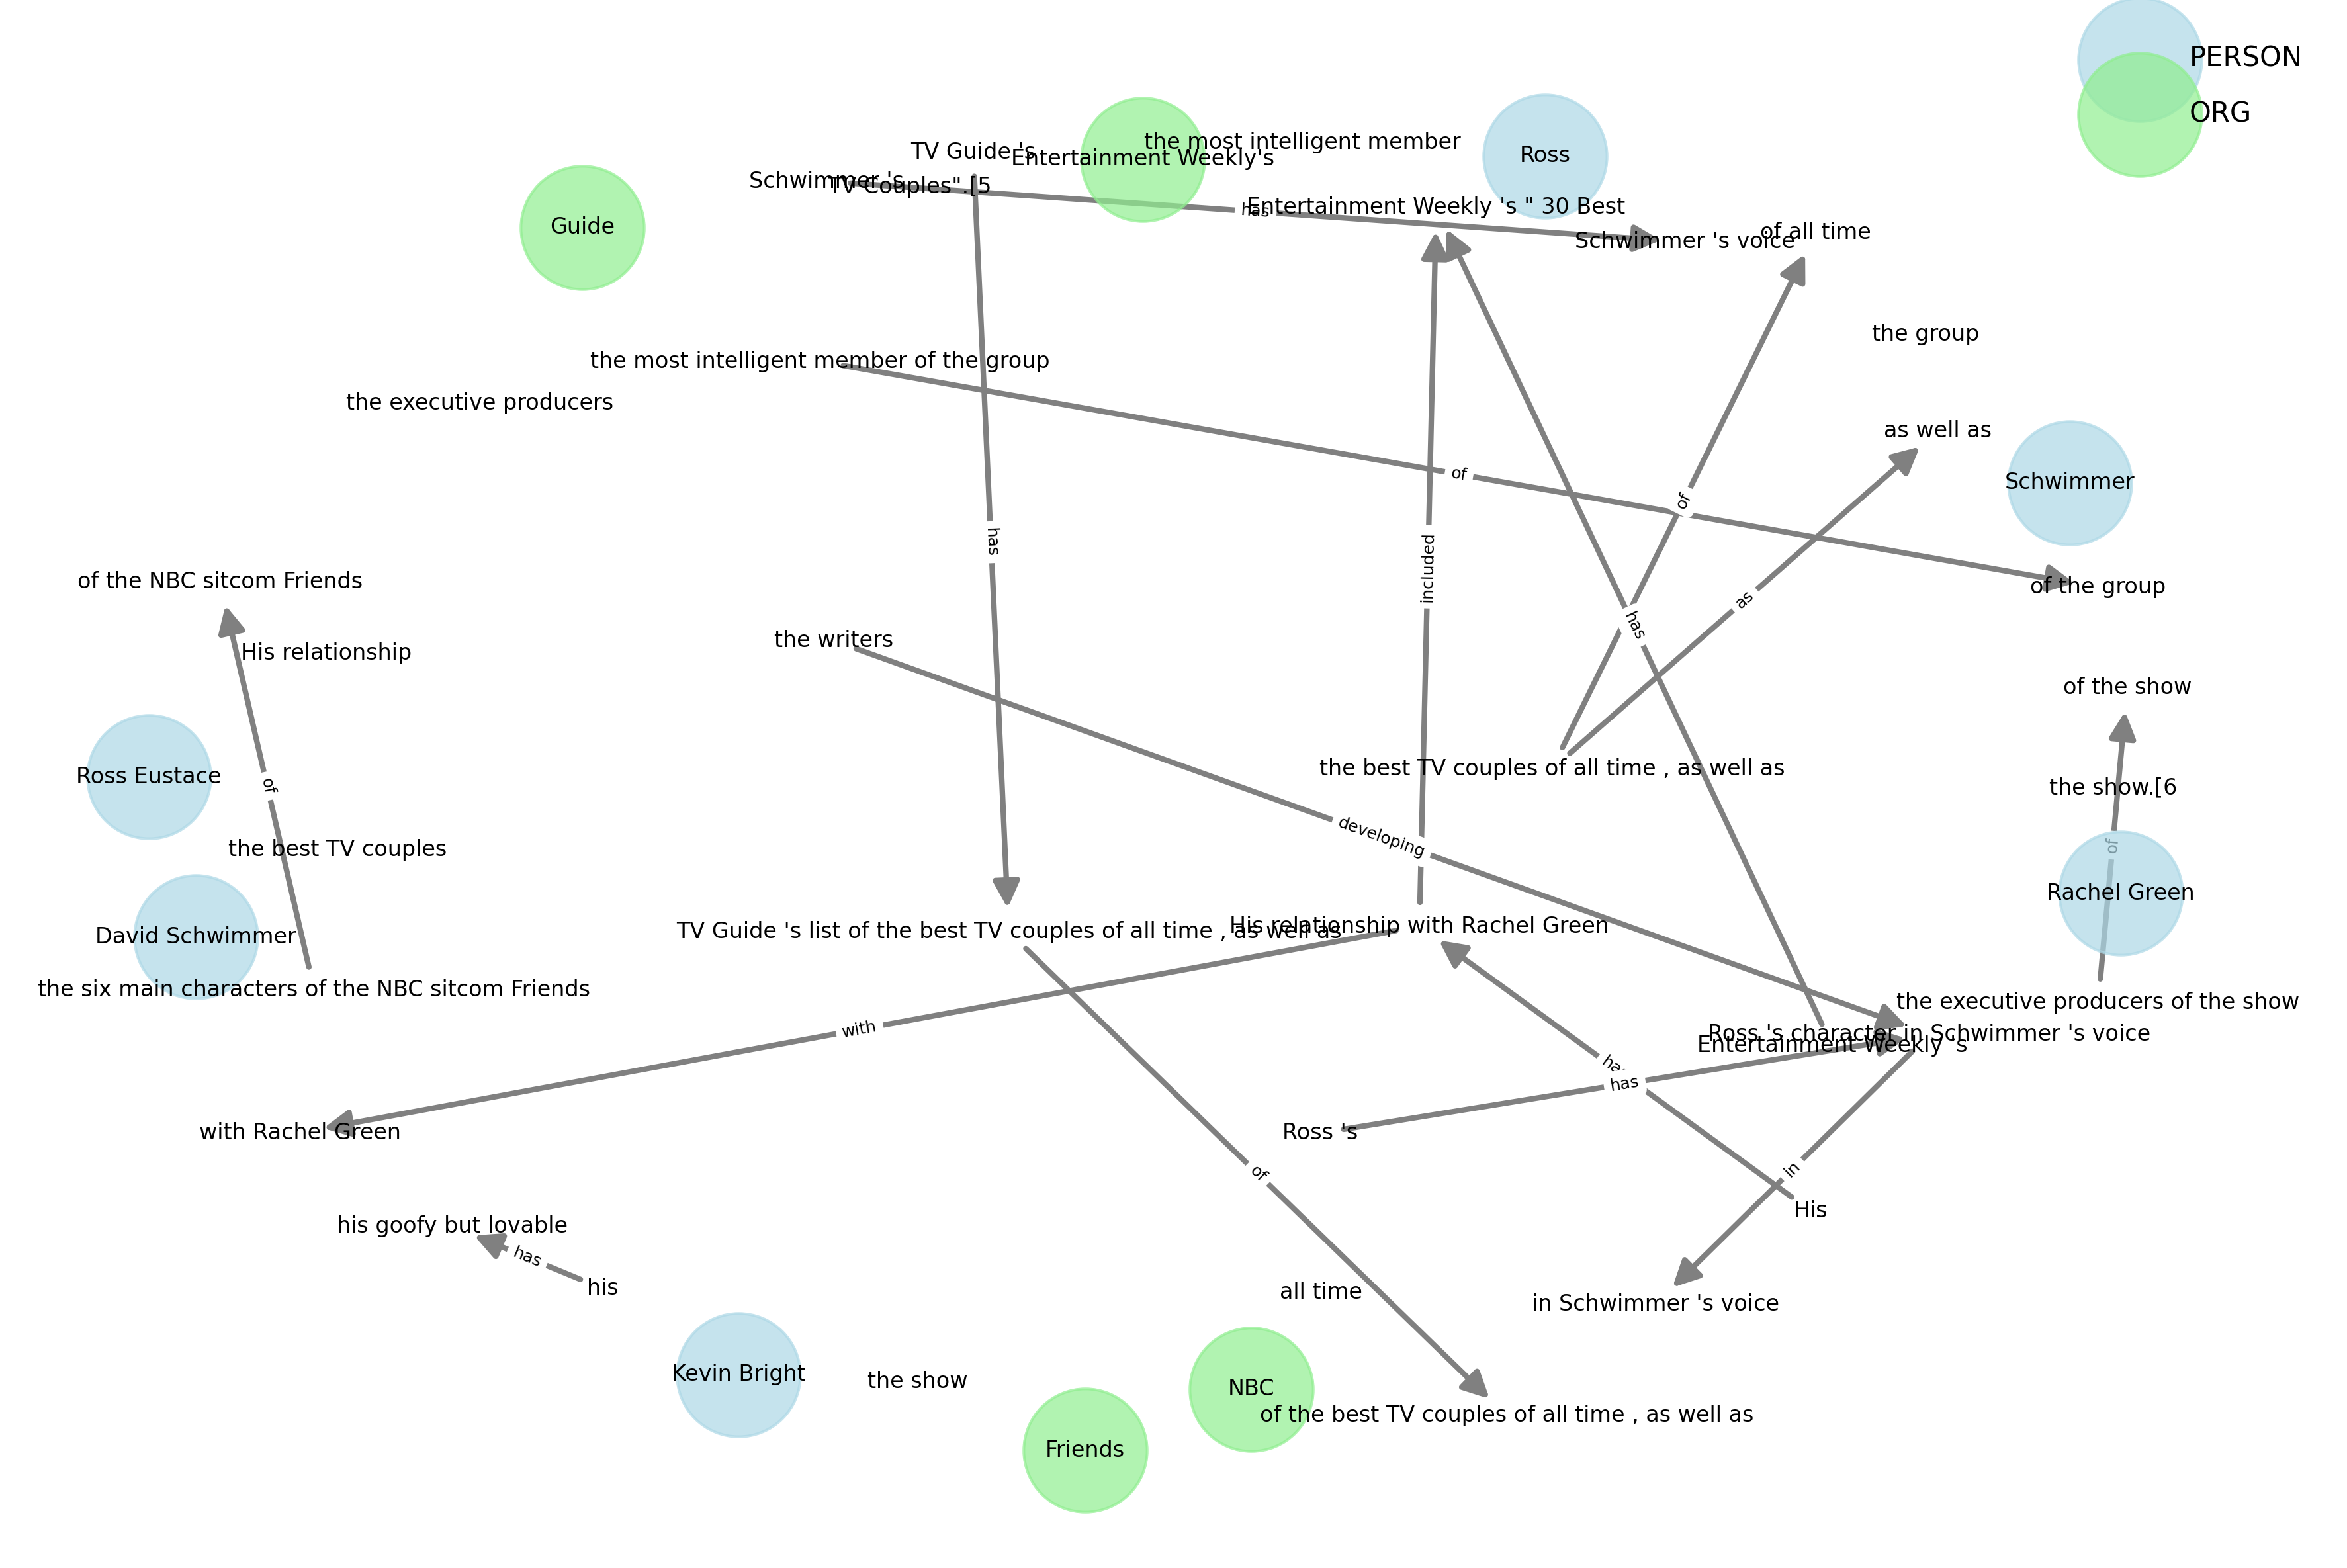 PERSON
ORG
the most intelligent member
TV Guide 's
Entertainment Weekly's
Ross
Schwimmer 's
TV Couples".[5
Entertainment Weekly 's " 30 Best
has
Guide
of all time
Schwimmer 's voice
the group
the most intelligent member of the group
the executive producers
as well as
of
Schwimmer
of
has
included
of the NBC sitcom Friends
of the group
as
has
the writers
His relationship
of the show
the best TV couples of all time , as well as
Ross Eustace
of
the show.[6
developing
the best TV couples
of
Rachel Green
TV Guide 's list of the best TV couples of all time , as well as
His relationship with Rachel Green
David Schwimmer
the six main characters of the NBC sitcom Friends
the executive producers of the show
with
Ross 's character in Schwimmer 's voice
Entertainment Weekly 's
has
has
with Rachel Green
Ross 's
of
in
His
his goofy but lovable
has
his
all time
in Schwimmer 's voice
Kevin Bright
the show
NBC
of the best TV couples of all time , as well as
Friends